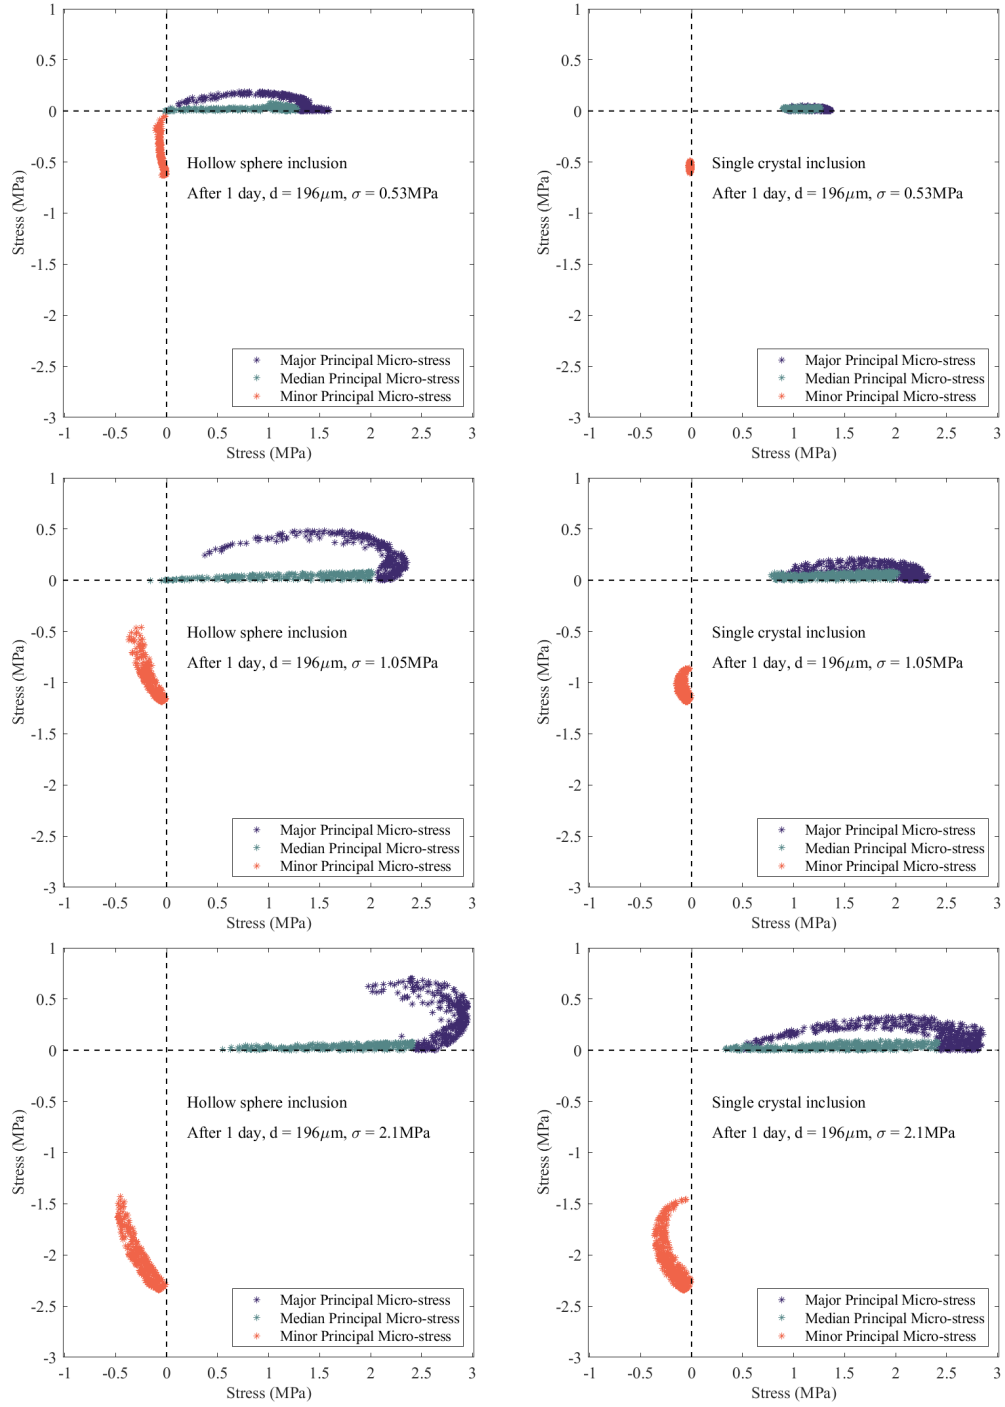 1
0.5
0
-0.5
-1
-1.5
-2
-2.5
-3
Stress (MPa)
Hollow sphere inclusion
After 1 day, d = 196μm, σ = 0.53MPa
Major Principal Micro-stress
Median Principal Micro-stress
Minor Principal Micro-stress
-1 -0.5 0 0.5 1 1.5 2 2.5 3
Stress (MPa)
1
0.5
0
-0.5
-1
-1.5
-2
-2.5
-3
Stress (MPa)
Single crystal inclusion
After 1 day, d = 196μm, σ = 0.53MPa
Major Principal Micro-stress
Median Principal Micro-stress
Minor Principal Micro-stress
-1 -0.5 0 0.5 1 1.5 2 2.5 3
Stress (MPa)
1
0.5
0
-0.5
-1
-1.5
-2
-2.5
-3
Stress (MPa)
Hollow sphere inclusion
After 1 day, d = 196μm, σ = 1.05MPa
Major Principal Micro-stress
Median Principal Micro-stress
Minor Principal Micro-stress
-1 -0.5 0 0.5 1 1.5 2 2.5 3
Stress (MPa)
1
0.5
0
-0.5
-1
-1.5
-2
-2.5
-3
Stress (MPa)
Single crystal inclusion
After 1 day, d = 196μm, σ = 1.05MPa
Major Principal Micro-stress
Median Principal Micro-stress
Minor Principal Micro-stress
-1 -0.5 0 0.5 1 1.5 2 2.5 3
Stress (MPa)
1
0.5
0
-0.5
-1
-1.5
-2
-2.5
-3
Stress (MPa)
Hollow sphere inclusion
After 1 day, d = 196μm, σ = 2.1MPa
Major Principal Micro-stress
Median Principal Micro-stress
Minor Principal Micro-stress
-1 -0.5 0 0.5 1 1.5 2 2.5 3
Stress (MPa)
1
0.5
0
-0.5
-1
-1.5
-2
-2.5
-3
Stress (MPa)
Single crystal inclusion
After 1 day, d = 196μm, σ = 2.1MPa
Major Principal Micro-stress
Median Principal Micro-stress
Minor Principal Micro-stress
-1 -0.5 0 0.5 1 1.5 2 2.5 3
Stress (MPa)